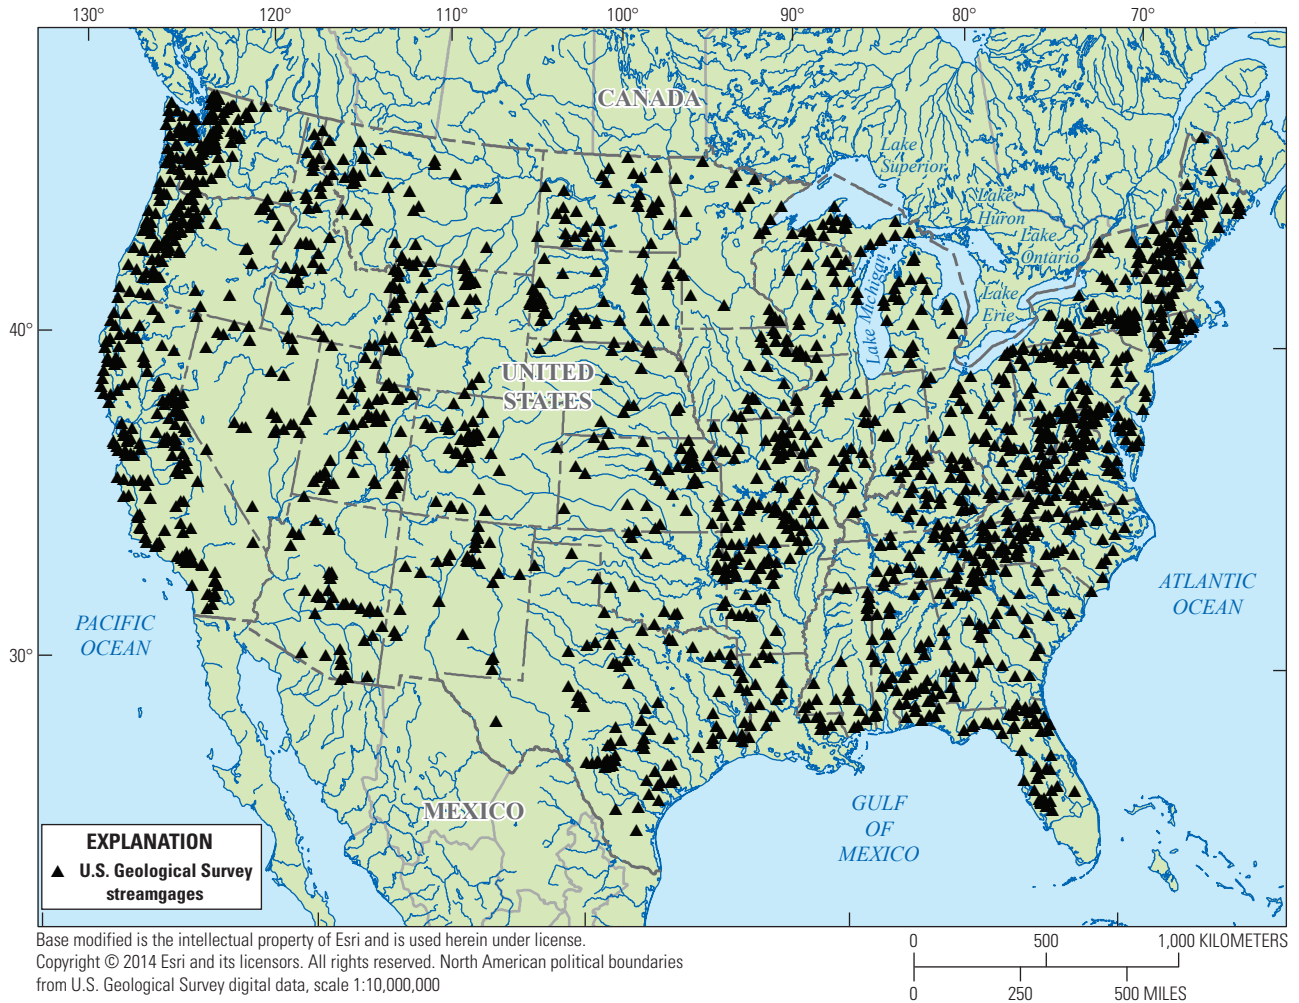 130° 120° 110° 100° 90° 80° 70°
CANADA
Lake
Superior
Lake
Huron
Lake
Ontario
Lake Michigan
Lake
Erie
40°
UNITED
STATES
ATLANTIC
OCEAN
PACIFIC
OCEAN
30°
MEXICO
GULF
OF
MEXICO
EXPLANATION
U.S. Geological Survey
streamgages
Base modified is the intellectual property of Esri and is used herein under license.
Copyright © 2014 Esri and its licensors. All rights reserved. North American political boundaries
from U.S. Geological Survey digital data, scale 1:10,000,000
0 500 1,000 KILOMETERS
0 250 500 MILES